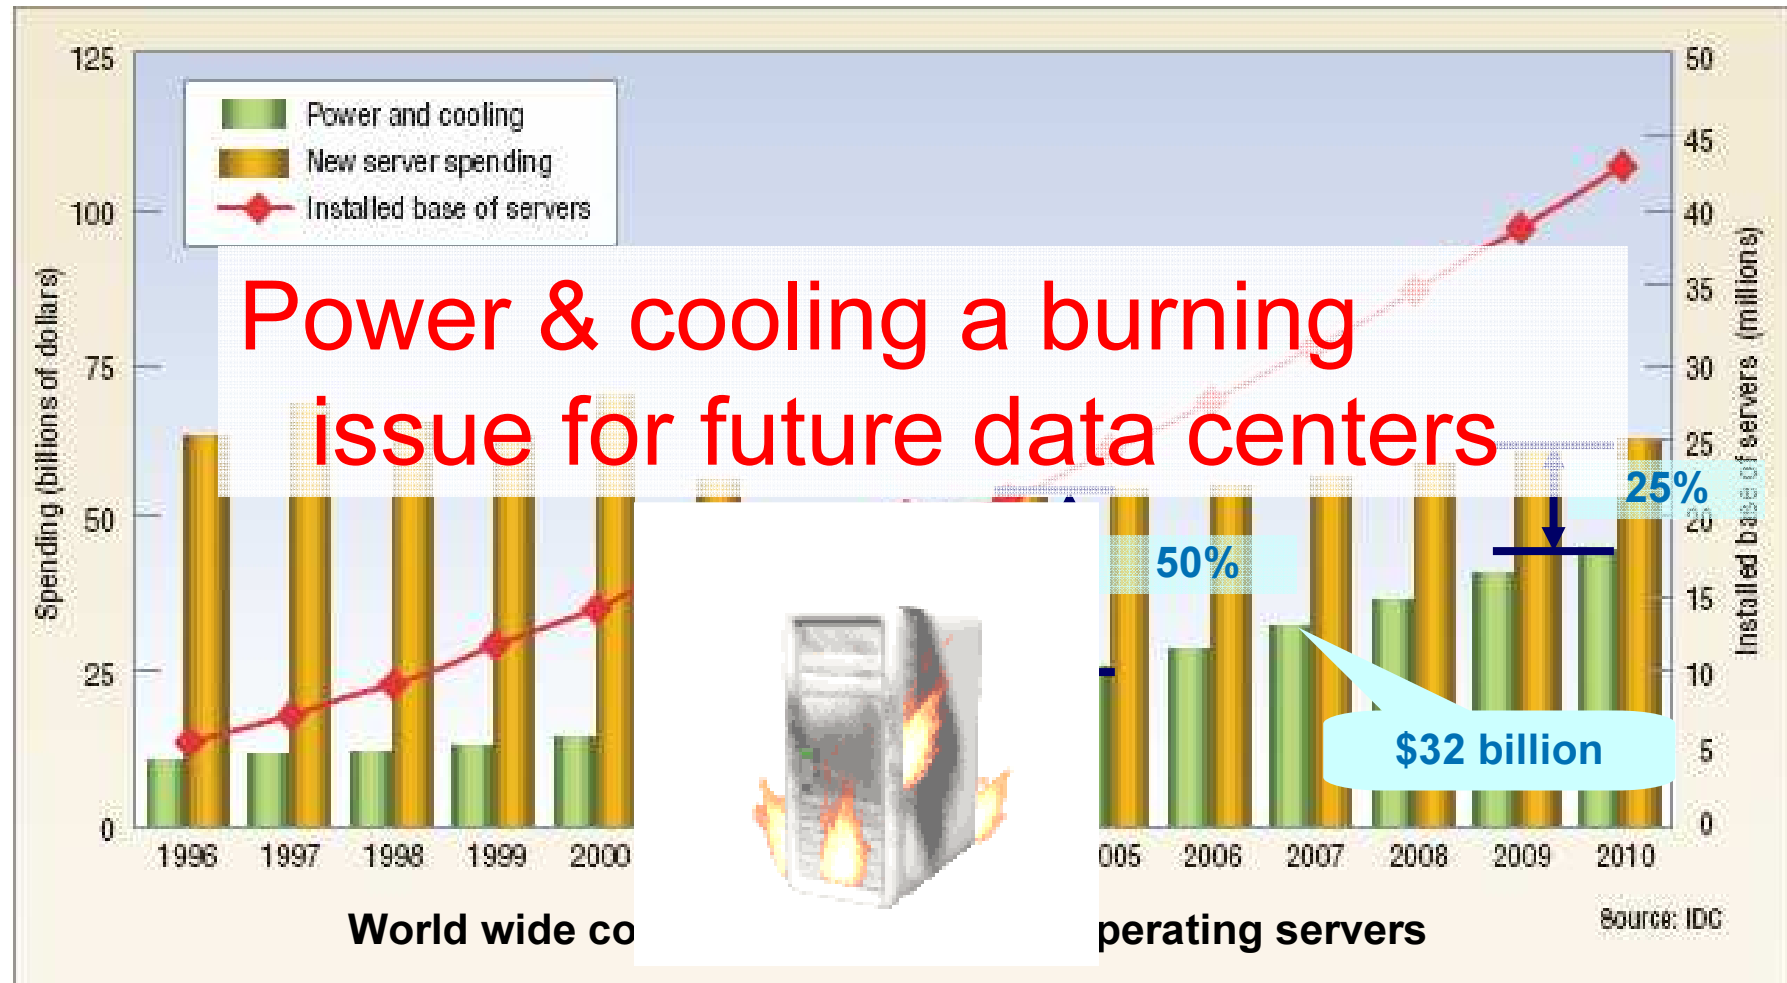 125
50
Power and cooling
New server spending
Installed base of servers
45
100
40
35
Power & cooling a burning
issue for future data centers
75
30
25
25%
50
20
50%
15
25
10
$32 billion
5
0
0
1996 1997 1998 1999 2000 005 2006 2007 2008 2009 2010
Spending (billions of dollars)
Installed base of servers (millions)
World wide co perating servers
Source: IDC